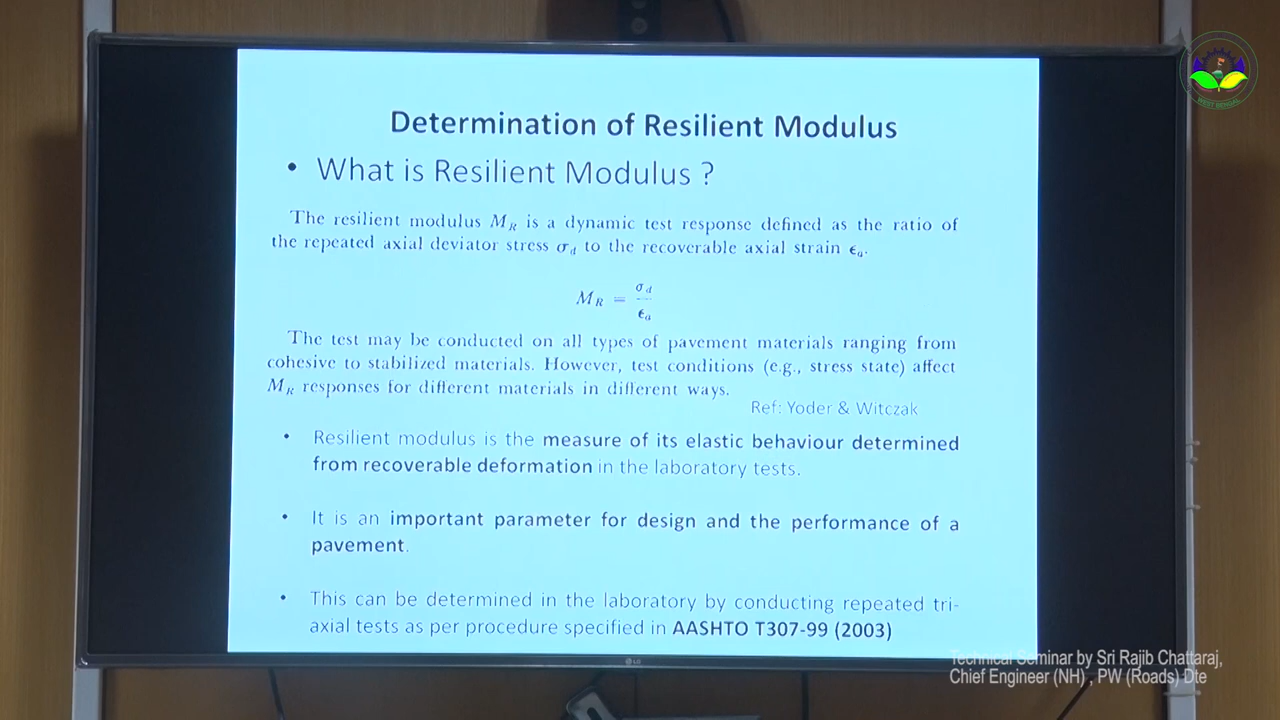 Determination of Resilient Modulus
• What is Resilient Modulus ?
The resilient modulus M_R is a dynamic test response defined as the ratio of
the repeated axial deviator stress σ_d to the recoverable axial strain ϵ_a.
M_R = σ_d / ϵ_a
The test may be conducted on all types of pavement materials ranging from
cohesive to stabilized materials. However, test conditions (e.g., stress state) affect
M_R responses for different materials in different ways.
Ref: Yoder & Witczak
• Resilient modulus is the measure of its elastic behaviour determined
from recoverable deformation in the laboratory tests.
• It is an important parameter for design and the performance of a
pavement.
• This can be determined in the laboratory by conducting repeated tri-
axial tests as per procedure specified in AASHTO T307-99 (2003)
LG
Technical Seminar by Sri Rajib Chattaraj,
Chief Engineer (NH) , PW (Roads) Dte
WEST BENGAL